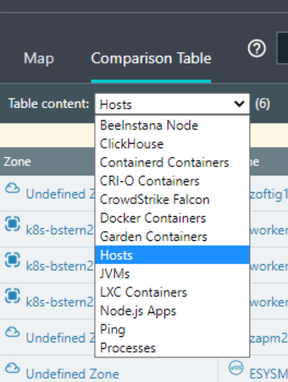 Map
Comparison Table
Table content: Hosts (6)
BeeInstana Node
ClickHouse
Containerd Containers
CRI-O Containers
CrowdStrike Falcon
Docker Containers
Garden Containers
Hosts
JVMs
LXC Containers
Node.js Apps
Ping
Processes
Zone
Undefined Z
zoftig1
k8s-bstern2
worker
k8s-bstern2
worker
k8s-bstern2
worker
Undefined Z
zapm2
Undefined Zone
ESYSM